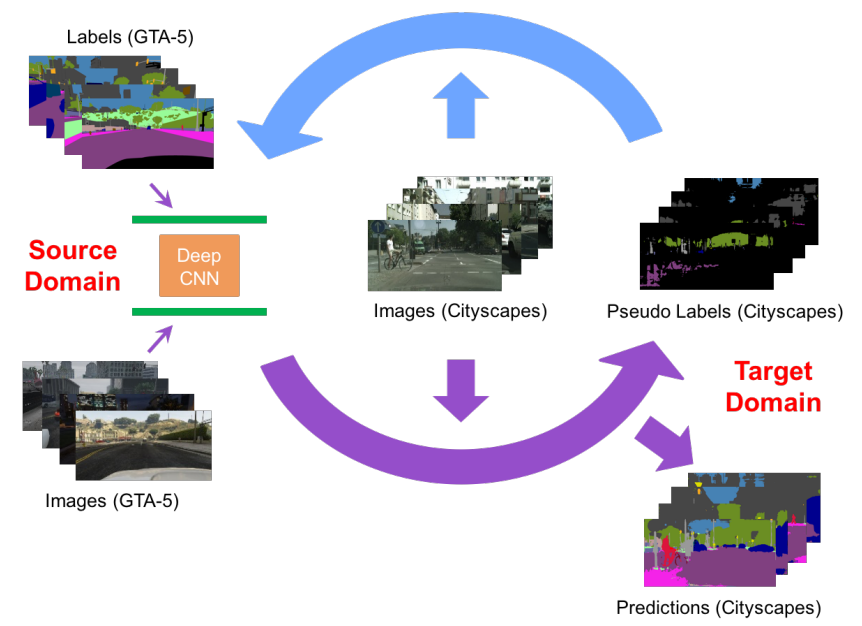 Labels (GTA-5)
Source
Domain
Deep
CNN
Images (Cityscapes)
Pseudo Labels (Cityscapes)
Target
Domain
Images (GTA-5)
Predictions (Cityscapes)